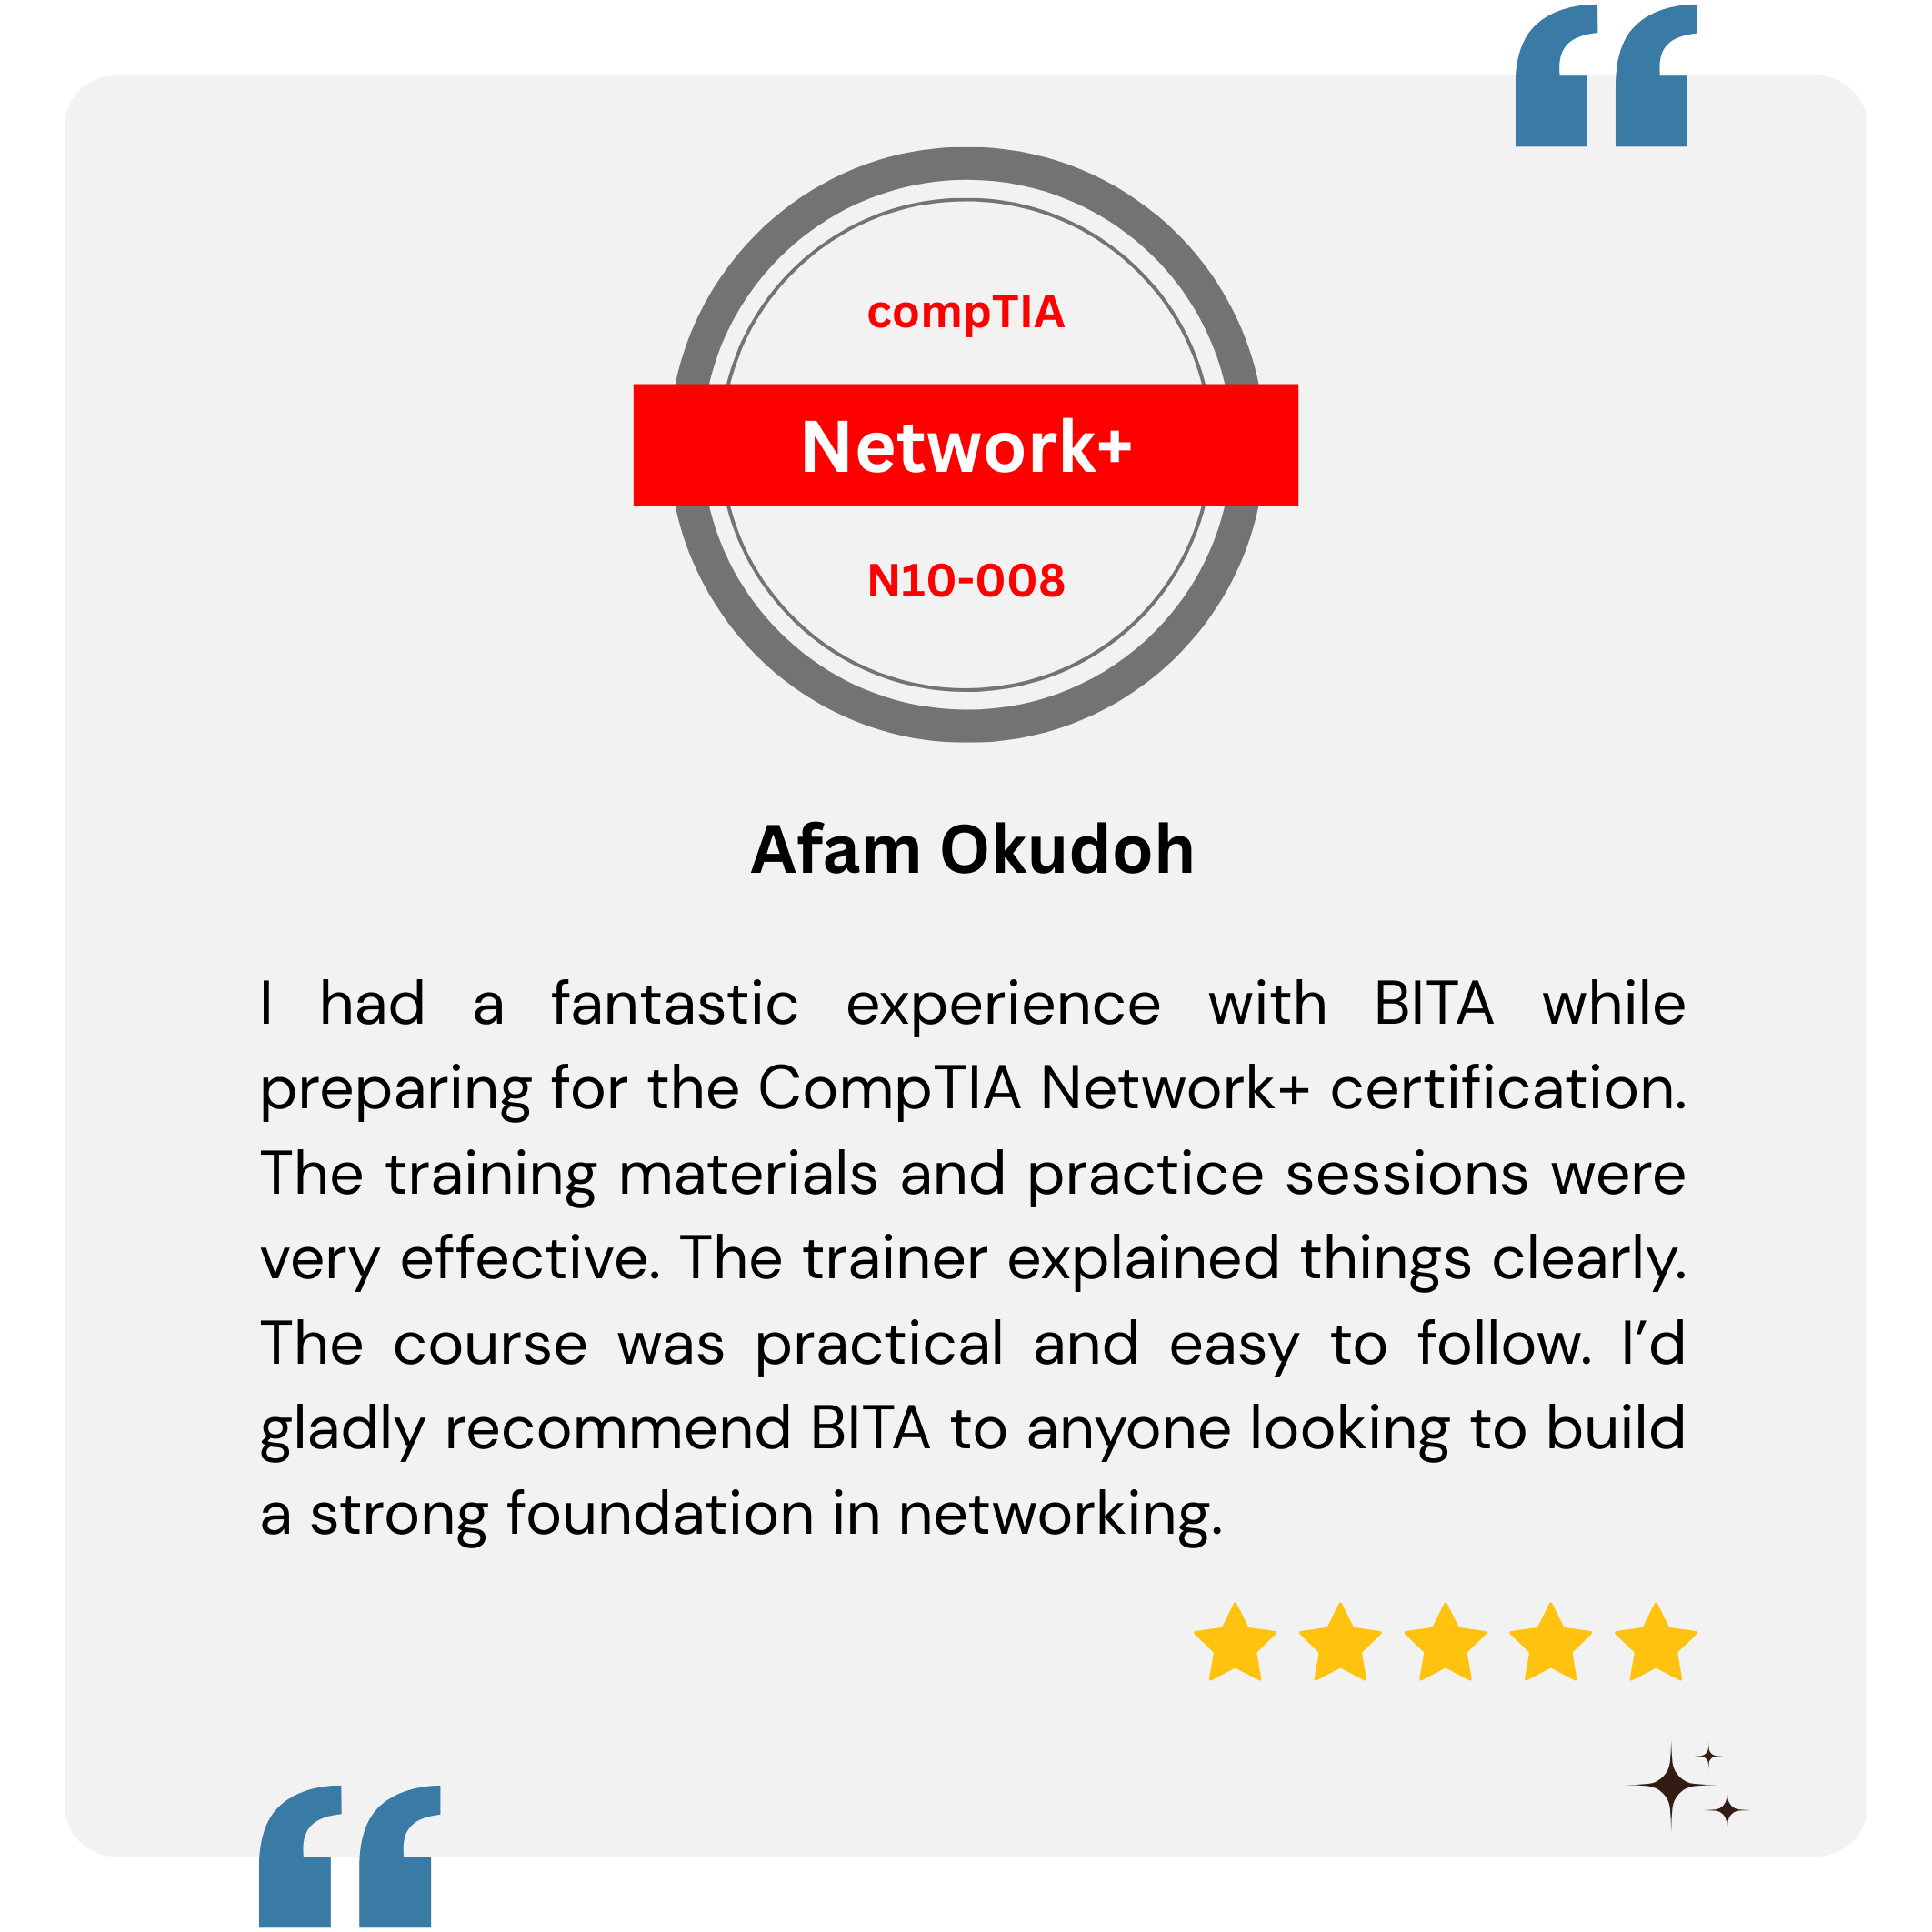 compTIA
Network+
N10-008
Afam Okudoh
I had a fantastic experience with BITA while
preparing for the CompTIA Network+ certification.
The training materials and practice sessions were
very effective. The trainer explained things clearly.
The course was practical and easy to follow. I’d
gladly recommend BITA to anyone looking to build
a strong foundation in networking.